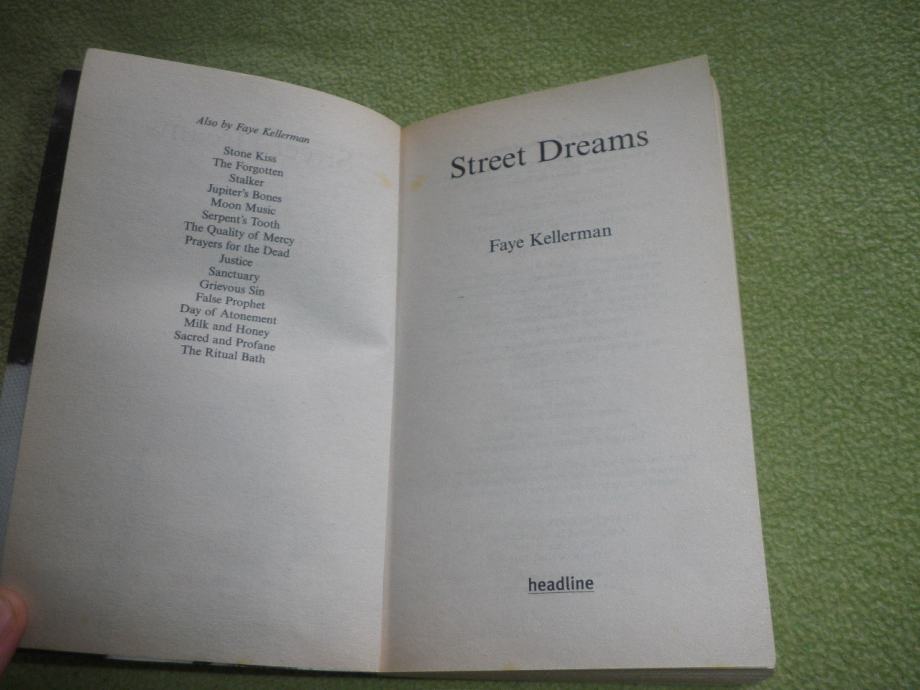 Also by Faye Kellerman
Stone Kiss
The Forgotten
Stalker
Jupiter's Bones
Moon Music
Serpent's Tooth
The Quality of Mercy
Prayers for the Dead
Justice
Sanctuary
Grievous Sin
False Prophet
Day of Atonement
Milk and Honey
Sacred and Profane
The Ritual Bath
Street Dreams
Faye Kellerman
headline